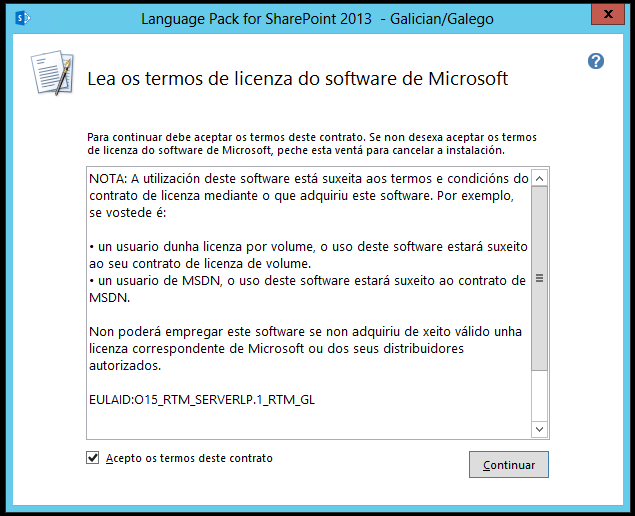 Language Pack for SharePoint 2013 - Galician/Galego
Lea os termos de licenza do software de Microsoft
Para continuar debe aceptar os termos deste contrato. Se non desexa aceptar os termos
de licenza do software de Microsoft, peche esta ventá para cancelar a instalación.
NOTA: A utilización deste software está suxeita aos termos e condicións do
contrato de licenza mediante o que adquiriu este software. Por exemplo,
se vostede é:
• un usuario dunha licenza por volume, o uso deste software estará suxeito
ao seu contrato de licenza de volume.
• un usuario de MSDN, o uso deste software estará suxeito ao contrato de
MSDN.
Non poderá empregar este software se non adquiriu de xeito válido unha
licenza correspondente de Microsoft ou dos seus distribuidores
autorizados.
EULAID:O15_RTM_SERVERLP.1_RTM_GL
Acepto os termos deste contrato
Continuar